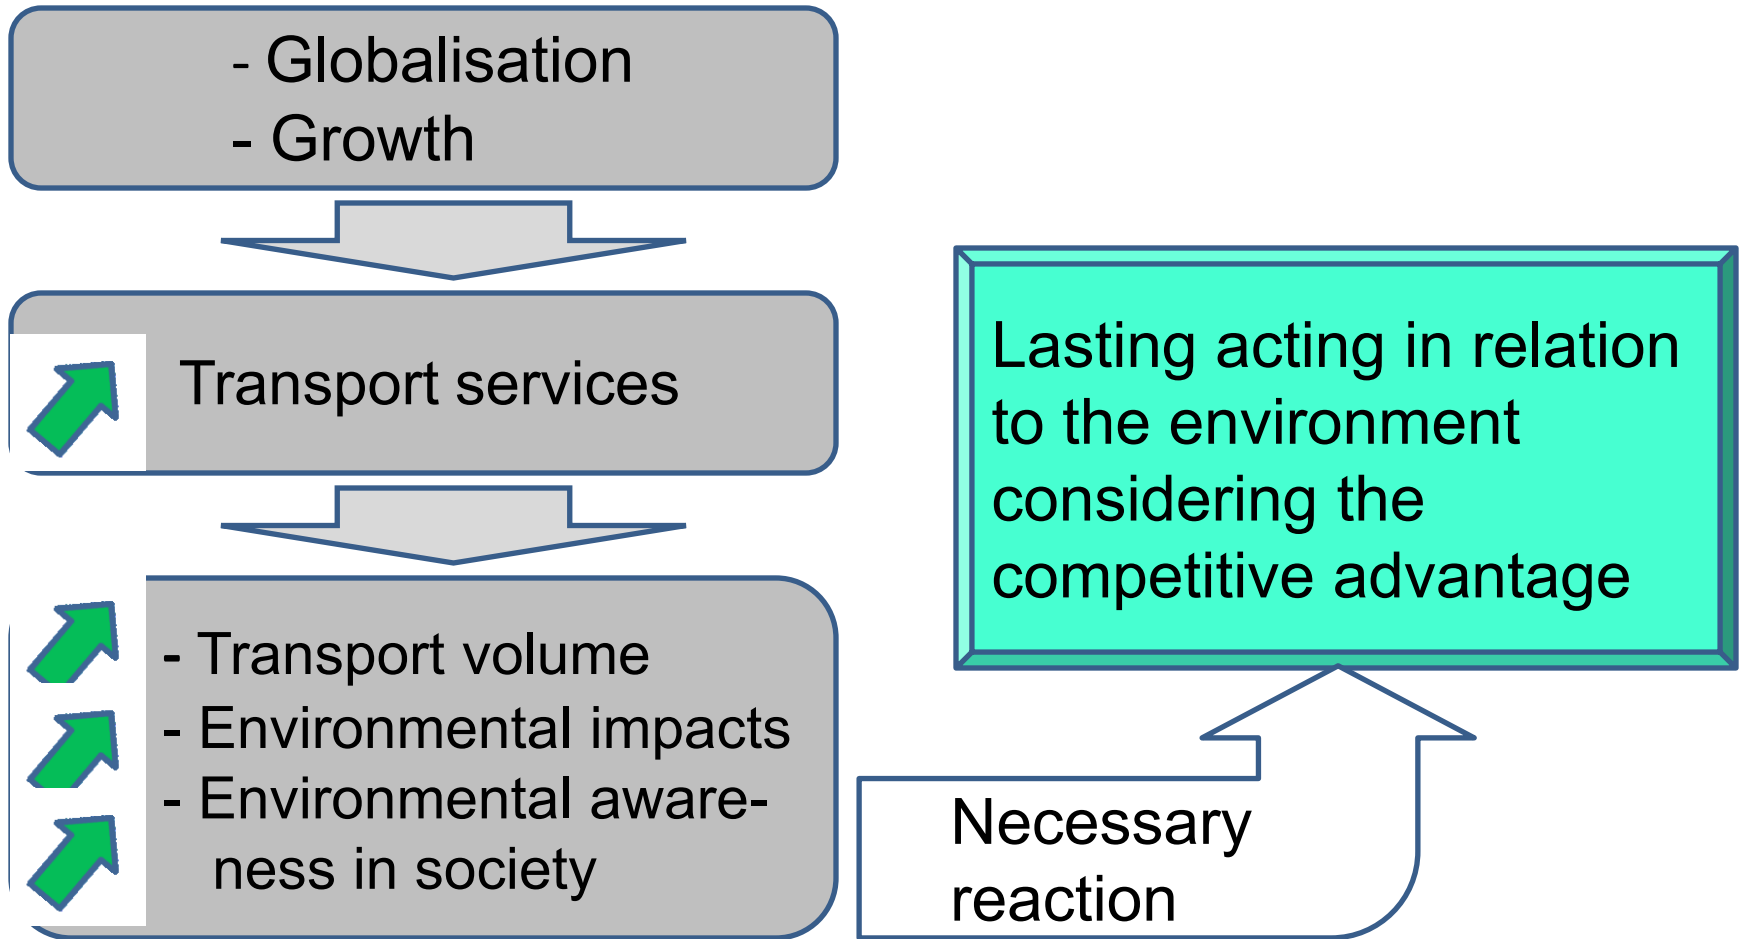 - Globalisation
- Growth
Transport services
- Transport volume
- Environmental impacts
- Environmental aware-
ness in society
Necessary
reaction
Lasting acting in relation
to the environment
considering the
competitive advantage